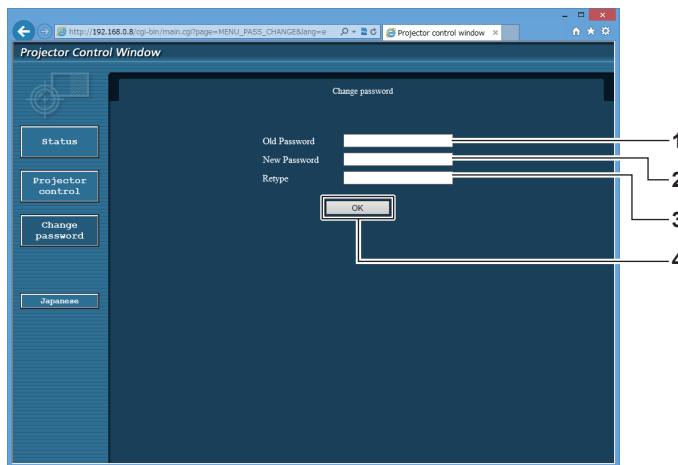 http://192.168.0.8/cgi-bin/main.cgi?page=MENU_PASS_CHANGE&lang=e
Projector control window
Projector Control Window
Change password
Status
Old Password
1
New Password
2
Projector
control
Retype
3
OK
Change
password
4
Japanese